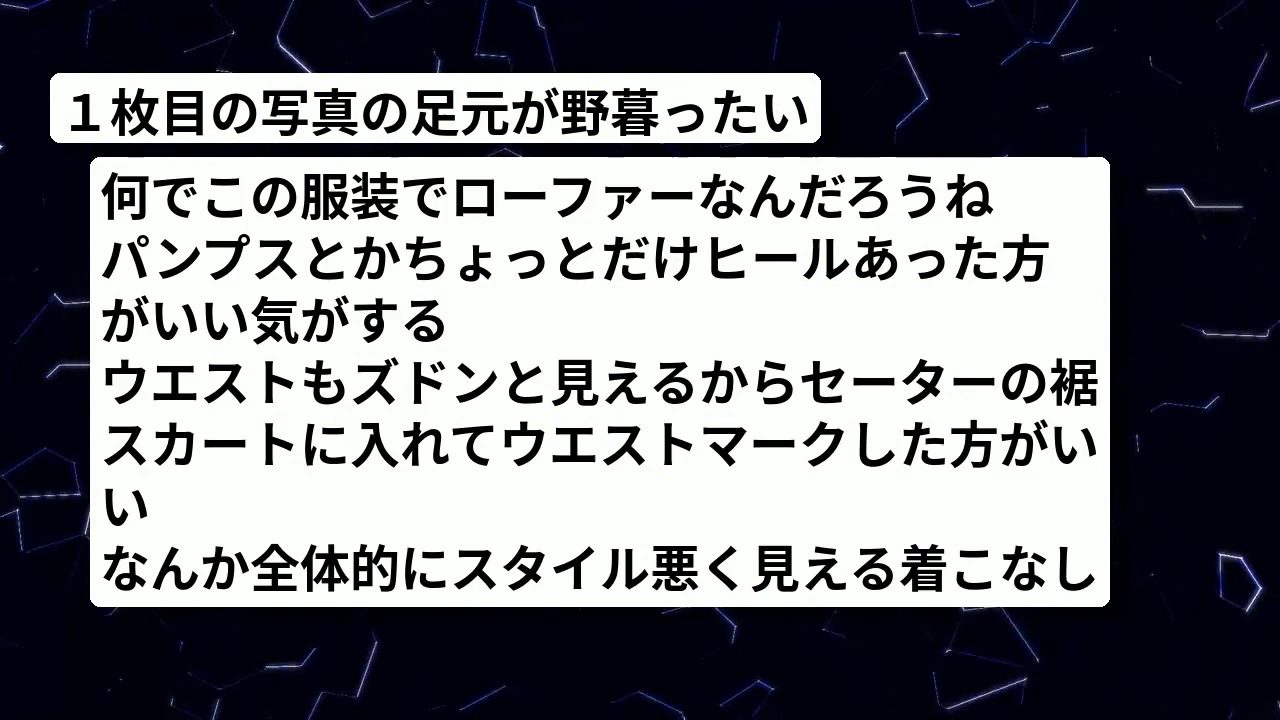 １枚目の写真の足元が野暮ったい
何でこの服装でローファーなんだろうね
パンプスとかちょっとだけヒールあった方
がいい気がする
ウエストもズドンと見えるからセーターの裾
スカートに入れてウエストマークした方がい
い
なんか全体的にスタイル悪く見える着こなし